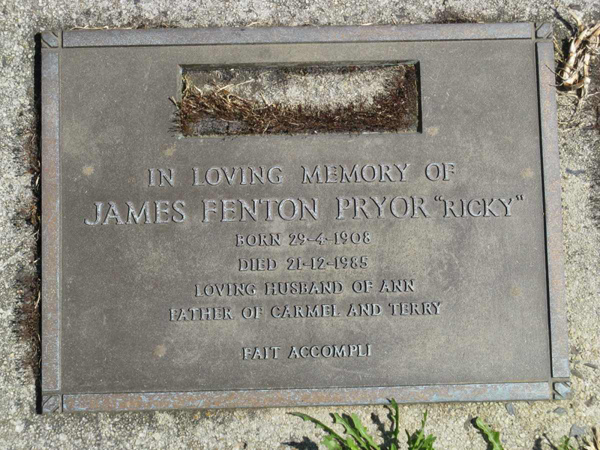 IN LOVING MEMORY OF
JAMES FENTON PRYOR "RICKY"
BORN 29-4-1908
DIED 21-12-1985
LOVING HUSBAND OF ANN
FATHER OF CARMEL AND TERRY
FAIT ACCOMPLI